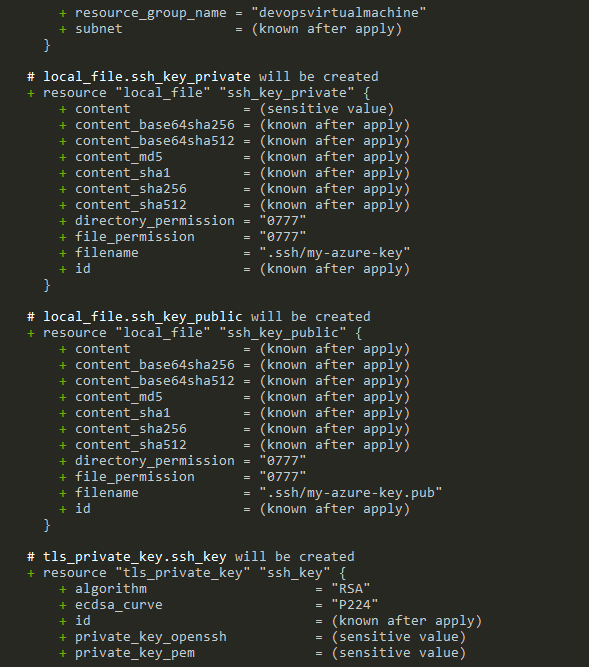 + resource_group_name = "devopsvirtualmachine"
+ subnet              = (known after apply)
}
# local_file.ssh_key_private will be created
+ resource "local_file" "ssh_key_private" {
+ content              = (sensitive value)
+ content_base64sha256 = (known after apply)
+ content_base64sha512 = (known after apply)
+ content_md5          = (known after apply)
+ content_sha1         = (known after apply)
+ content_sha256       = (known after apply)
+ content_sha512       = (known after apply)
+ directory_permission = "0777"
+ file_permission      = "0777"
+ filename             = ".ssh/my-azure-key"
+ id                   = (known after apply)
}
# local_file.ssh_key_public will be created
+ resource "local_file" "ssh_key_public" {
+ content              = (known after apply)
+ content_base64sha256 = (known after apply)
+ content_base64sha512 = (known after apply)
+ content_md5          = (known after apply)
+ content_sha1         = (known after apply)
+ content_sha256       = (known after apply)
+ content_sha512       = (known after apply)
+ directory_permission = "0777"
+ file_permission      = "0777"
+ filename             = ".ssh/my-azure-key.pub"
+ id                   = (known after apply)
}
# tls_private_key.ssh_key will be created
+ resource "tls_private_key" "ssh_key" {
+ algorithm                     = "RSA"
+ ecdsa_curve                   = "P224"
+ id                            = (known after apply)
+ private_key_openssh           = (sensitive value)
+ private_key_pem               = (sensitive value)